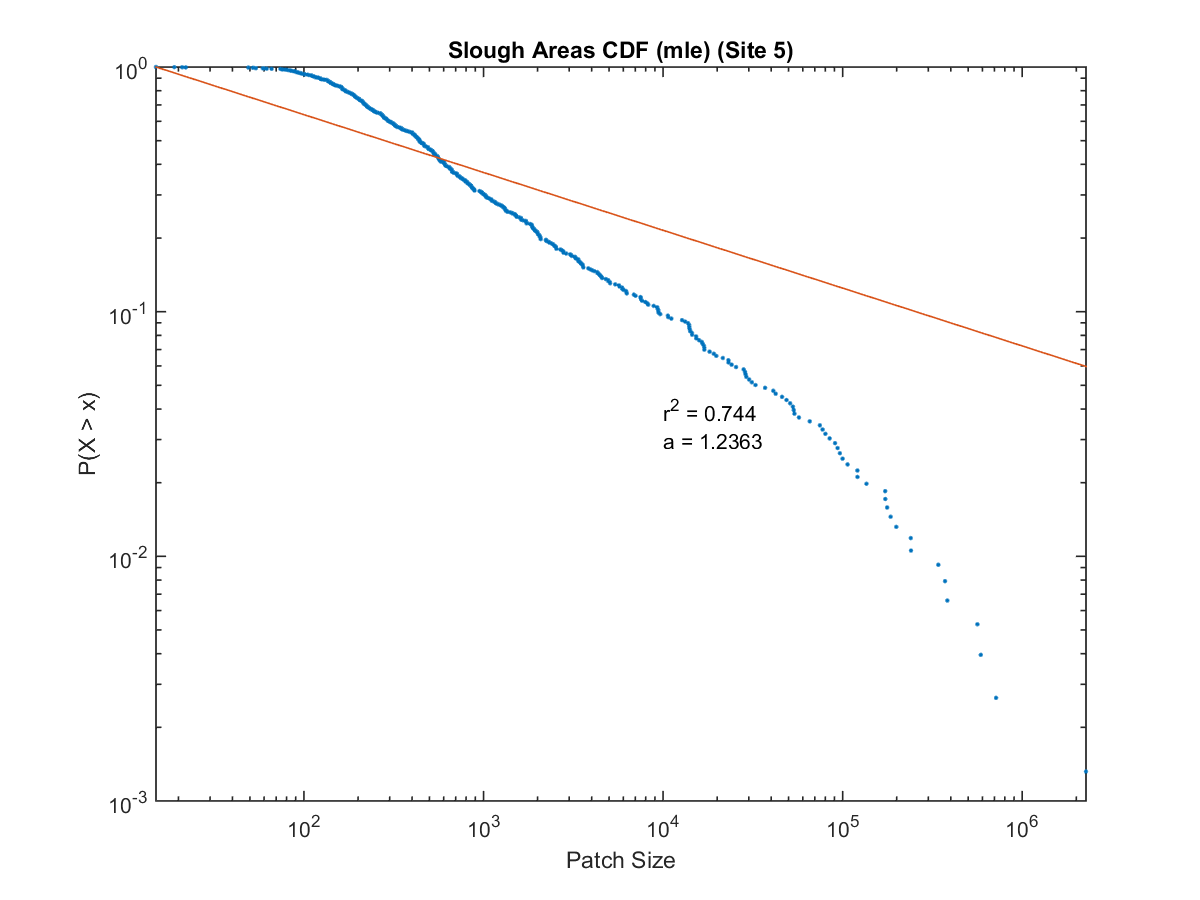 Slough Areas CDF (mle) (Site 5)
10^0
10^-1
10^-2
10^-3
P(X > x)
r^2 = 0.744
a = 1.2363
10^2 10^3 10^4 10^5 10^6
Patch Size